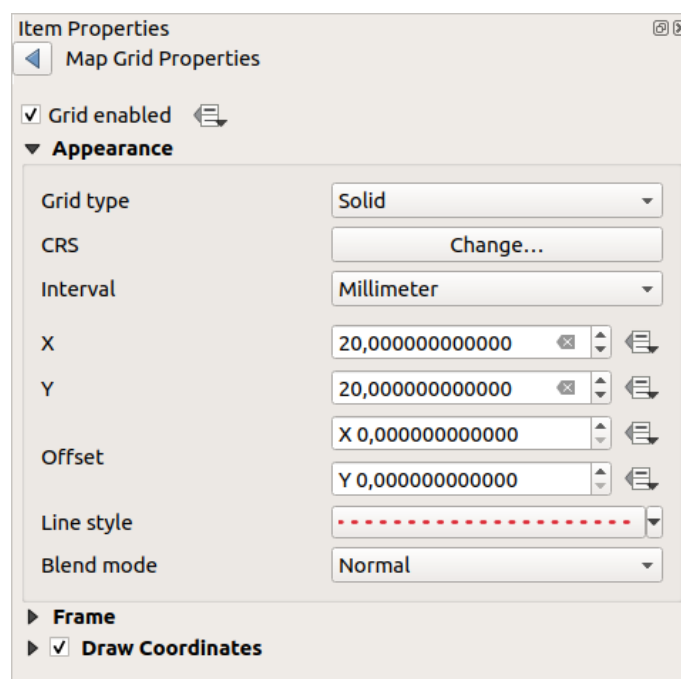 Item Properties
Map Grid Properties
Grid enabled
Appearance
Grid type Solid
CRS Change...
Interval Millimeter
X 20,000000000000
Y 20,000000000000
Offset X 0,000000000000
Y 0,000000000000
Line style
Blend mode Normal
Frame
Draw Coordinates